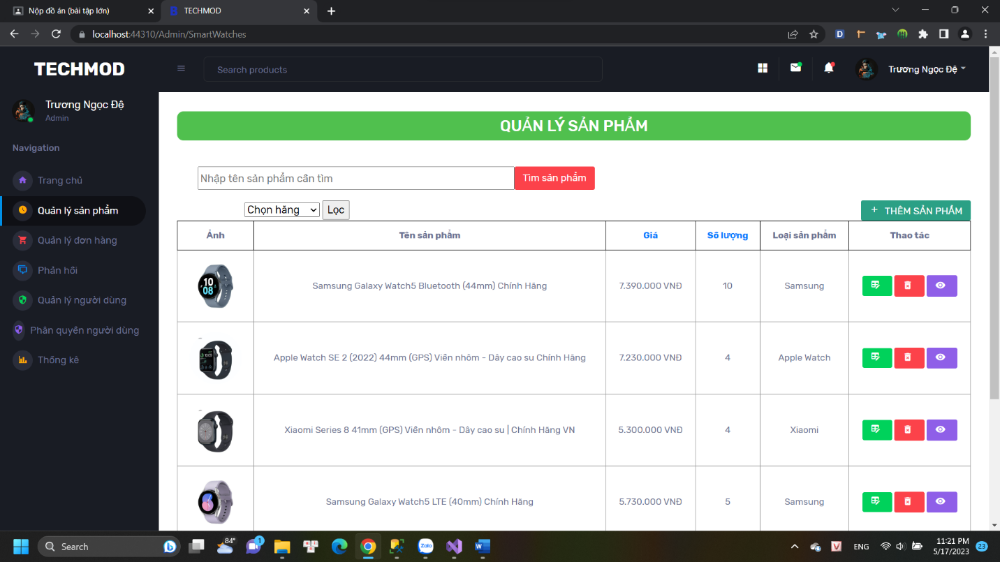 Nộp đồ án (bài tập lớn)
TECHMOD
localhost:44310/Admin/SmartWatches
TECHMOD
Search products
Trương Ngọc Đệ
Trương Ngọc Đệ
Admin
Navigation
Trang chủ
Quản lý sản phẩm
Quản lý đơn hàng
Phản hồi
Quản lý người dùng
Phân quyền người dùng
Thống kê
QUẢN LÝ SẢN PHẨM
Nhập tên sản phẩm cần tìm
Tìm sản phẩm
Chọn hãng
Lọc
+ THÊM SẢN PHẨM
Ảnh Tên sản phẩm Giá Số lượng Loại sản phẩm Thao tác
10 08
Samsung Galaxy Watch5 Bluetooth (44mm) Chính Hãng 7.390.000 VNĐ 10 Samsung
Apple Watch SE 2 (2022) 44mm (GPS) Viền nhôm - Dây cao su Chính Hãng 7.230.000 VNĐ 4 Apple Watch
Xiaomi Series 8 41mm (GPS) Viền nhôm - Dây cao su | Chính Hãng VN 5.300.000 VNĐ 4 Xiaomi
Samsung Galaxy Watch5 LTE (40mm) Chính Hãng 5.730.000 VNĐ 5 Samsung
Search
84°
1
Zalo
ENG
11:21 PM
5/17/2023
23